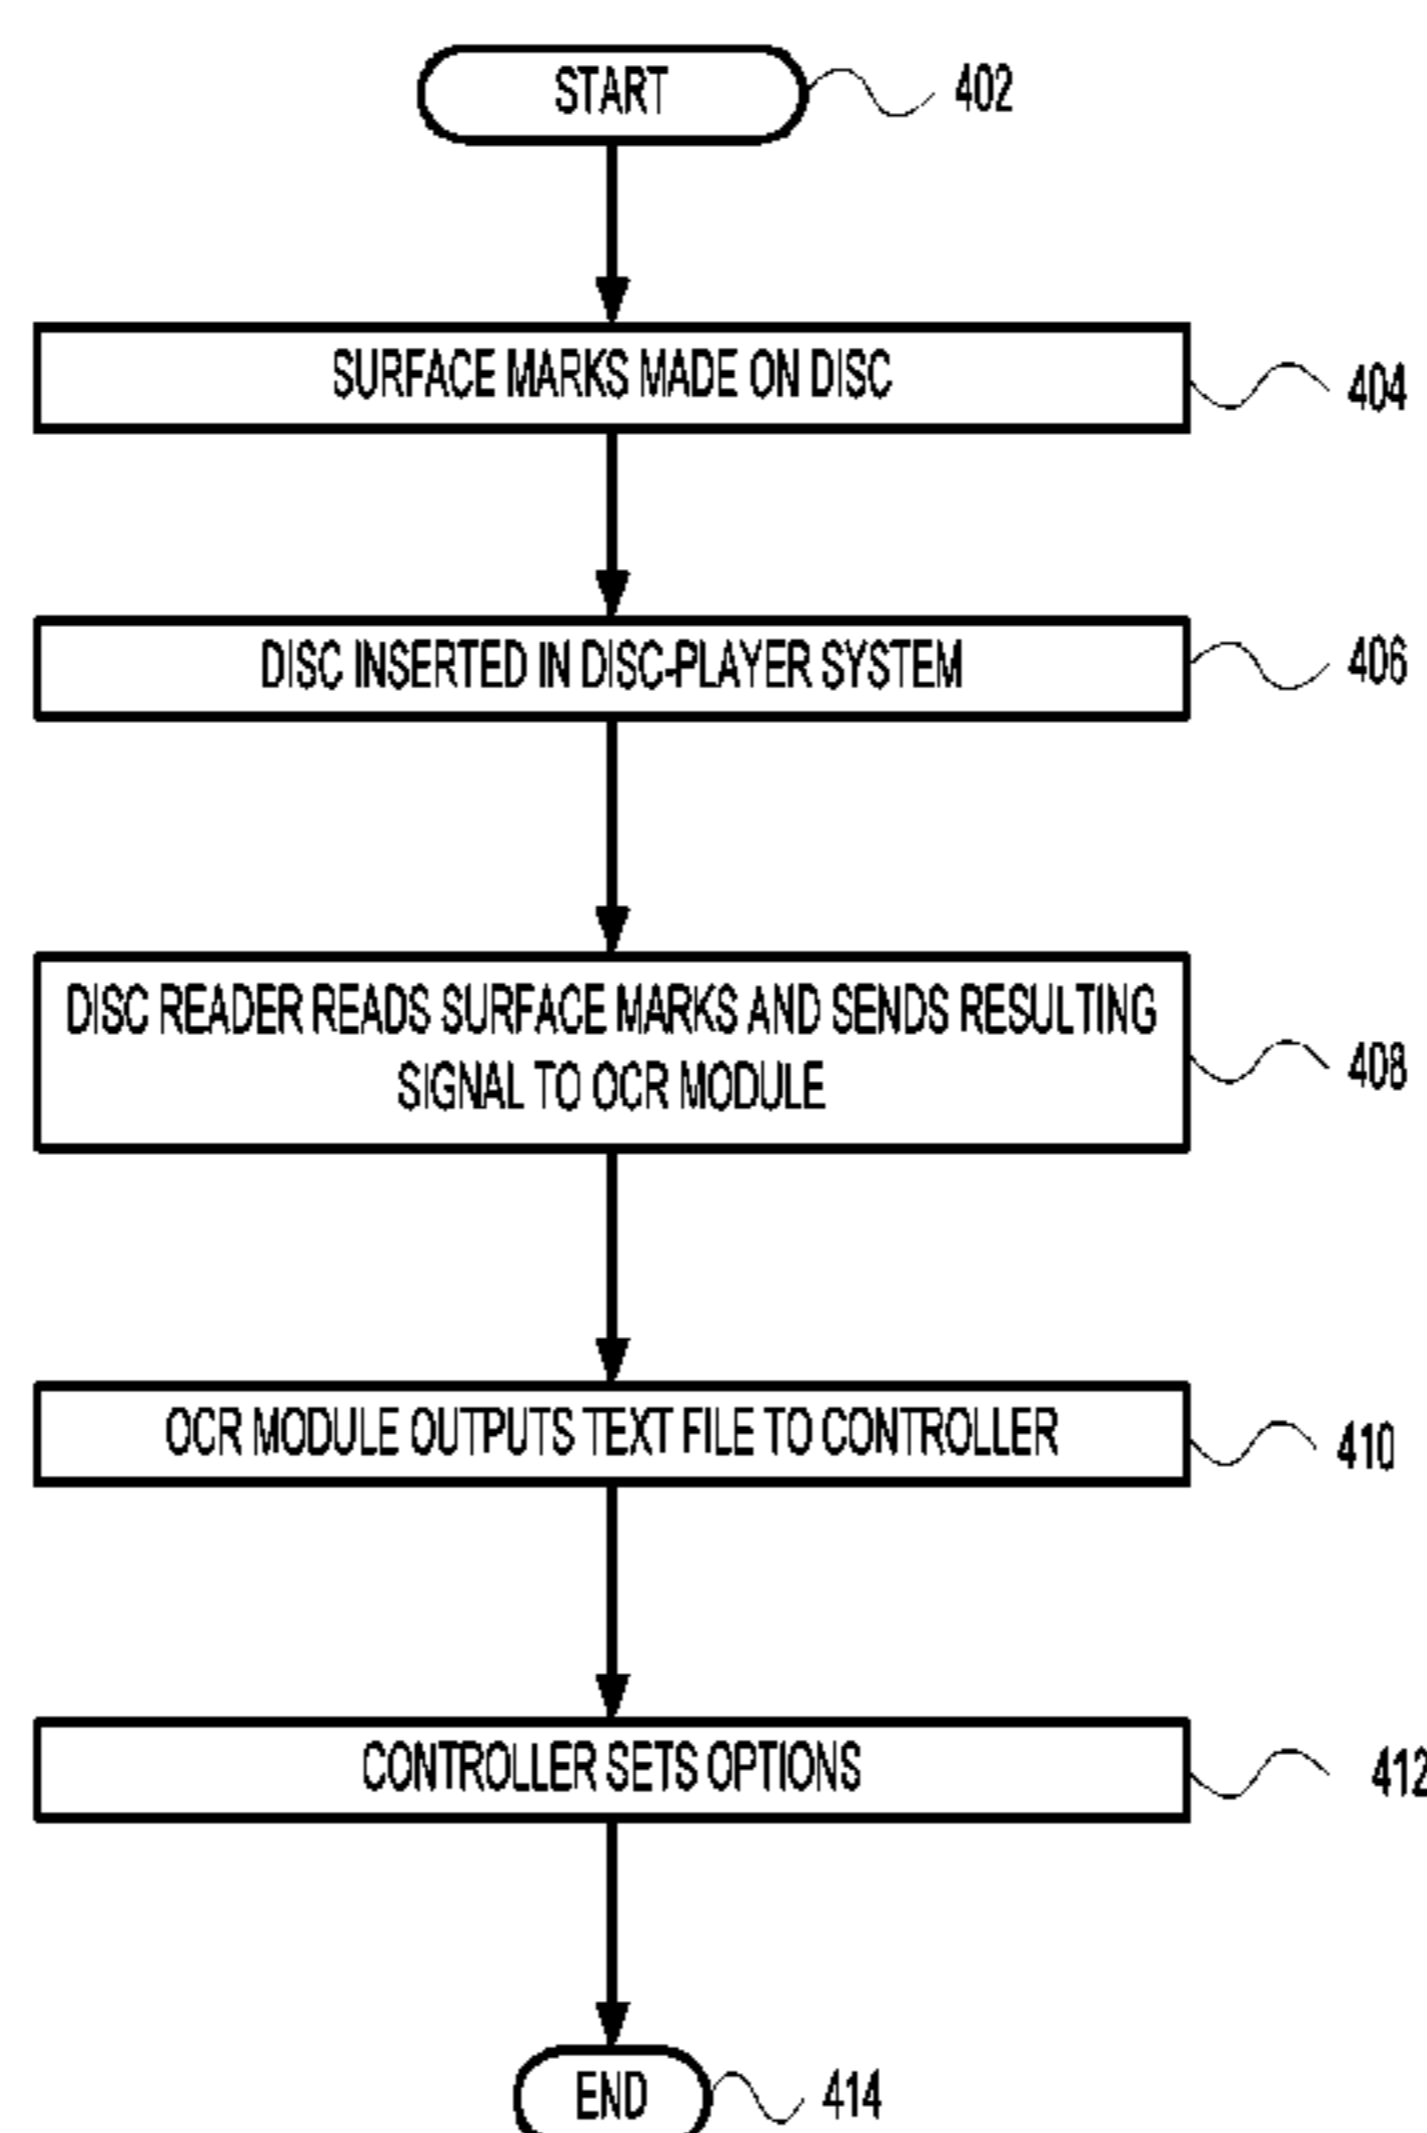 START
402
SURFACE MARKS MADE ON DISC
404
DISC INSERTED IN DISC-PLAYER SYSTEM
406
DISC READER READS SURFACE MARKS AND SENDS RESULTING
SIGNAL TO OCR MODULE
408
OCR MODULE OUTPUTS TEXT FILE TO CONTROLLER
410
CONTROLLER SETS OPTIONS
412
END
414